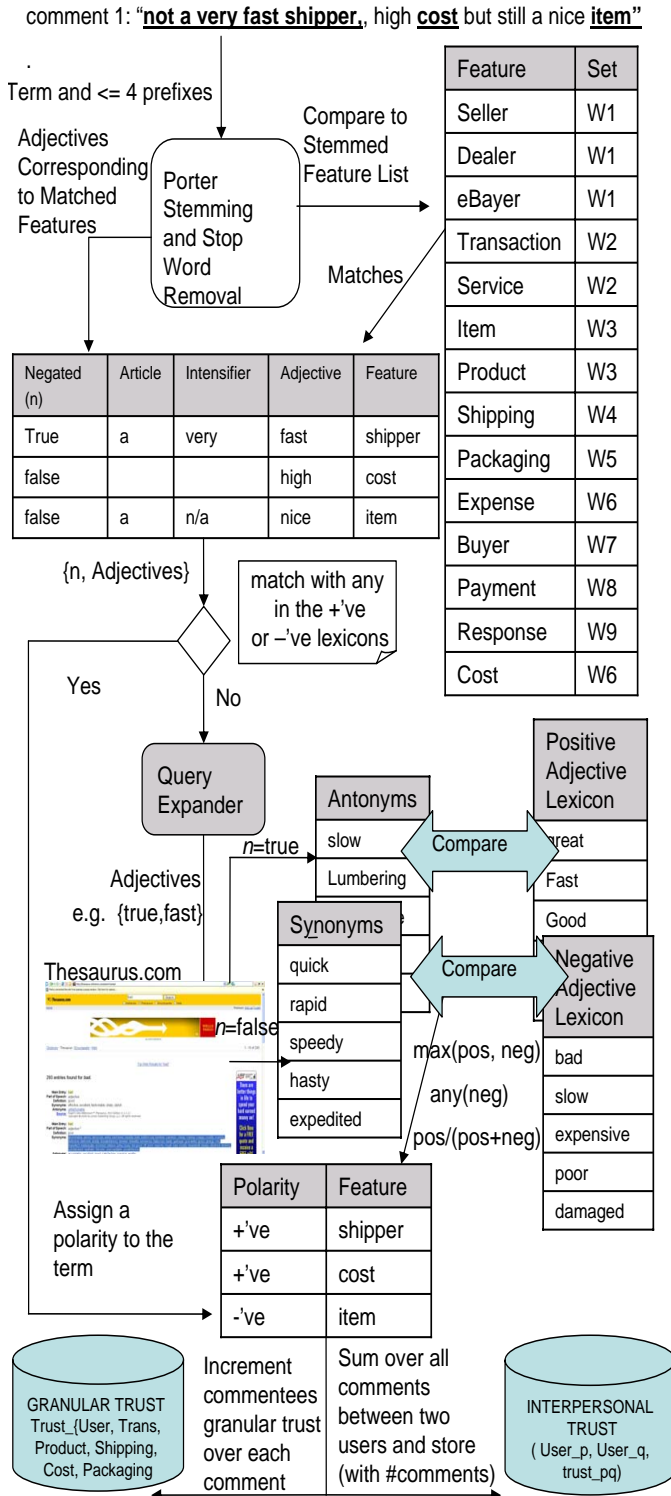 comment 1: “not a very fast shipper,, high cost but still a nice item”
.
Term and <= 4 prefixes
Adjectives
Corresponding
to Matched
Features
Porter
Stemming
and Stop
Word
Removal
Compare to
Stemmed
Feature List
Matches
Feature Set
Seller W1
Dealer W1
eBayer W1
Transaction W2
Service W2
Item W3
Product W3
Shipping W4
Packaging W5
Expense W6
Buyer W7
Payment W8
Response W9
Cost W6
Negated (n) Article Intensifier Adjective Feature
True a very fast shipper
false high cost
false a n/a nice item
{n, Adjectives}
match with any
in the +’ve
or –’ve lexicons
Yes
No
Query
Expander
Adjectives
e.g. {true,fast}
n=true
Antonyms
slow
Lumbering
Compare
Positive
Adjective
Lexicon
great
Fast
Good
Thesaurus.com
n=false
Synonyms
quick
rapid
speedy
hasty
expedited
Compare
Negative
Adjective
Lexicon
bad
slow
expensive
poor
damaged
max(pos, neg)
any(neg)
pos/(pos+neg)
Assign a
polarity to the
term
Polarity Feature
+’ve shipper
+’ve cost
-’ve item
GRANULAR TRUST
Trust_{User, Trans,
Product, Shipping,
Cost, Packaging
Increment
commentees
granular trust
over each
comment
Sum over all
comments
between two
users and store
(with #comments)
INTERPERSONAL
TRUST
( User_p, User_q,
trust_pq)